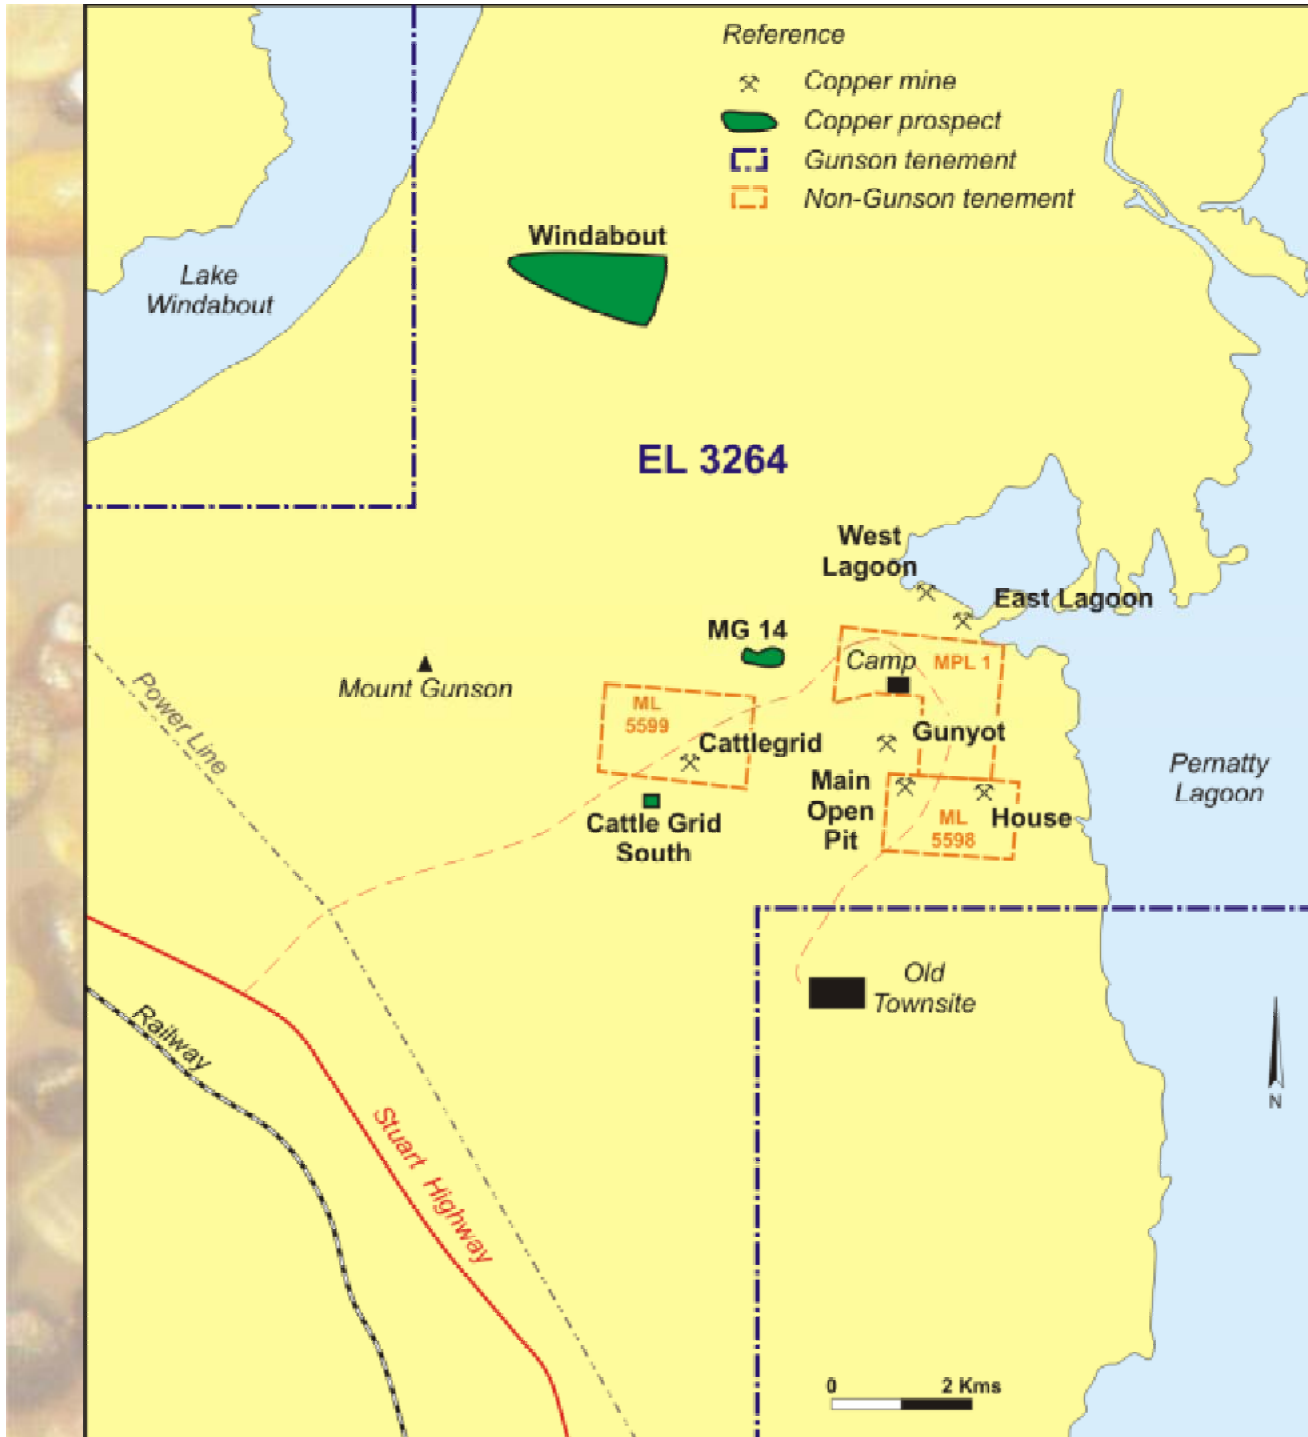 Reference
Copper mine
Copper prospect
Gunson tenement
Non-Gunson tenement
Windabout
Lake
Windabout
EL 3264
West
Lagoon
East Lagoon
MG 14
Camp
MPL 1
Mount Gunson
Power Line
ML
5599
Cattlegrid
Gunyot
Pernatty
Lagoon
Main
Open
Pit
House
ML
5598
Cattle Grid
South
Old
Townsite
Railway
Stuart Highway
N
0 2 Kms